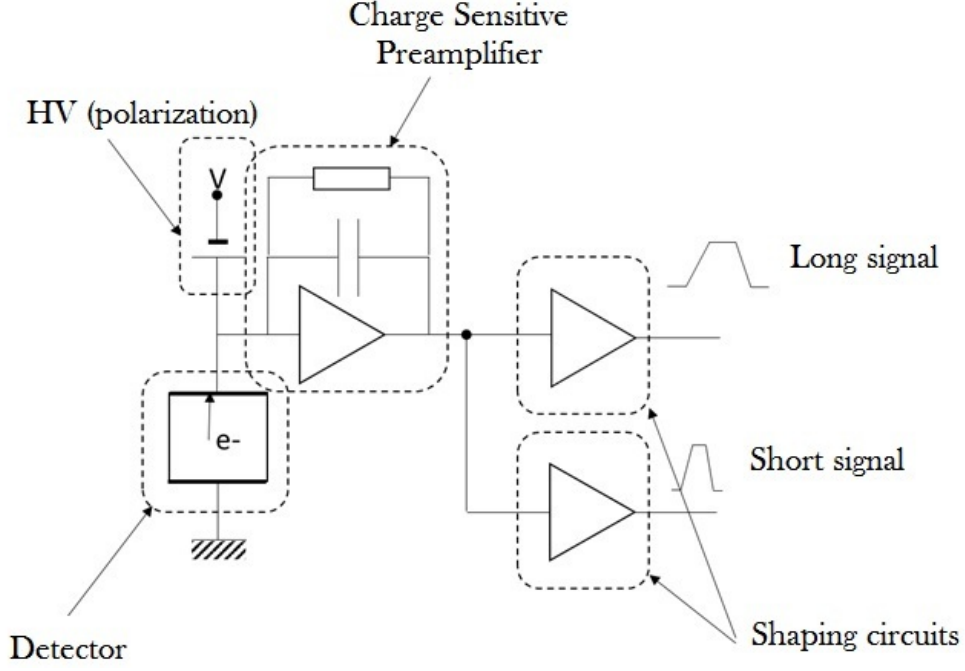 Charge Sensitive
Preamplifier
HV (polarization)
V
Long signal
e-
Short signal
Detector
Shaping circuits